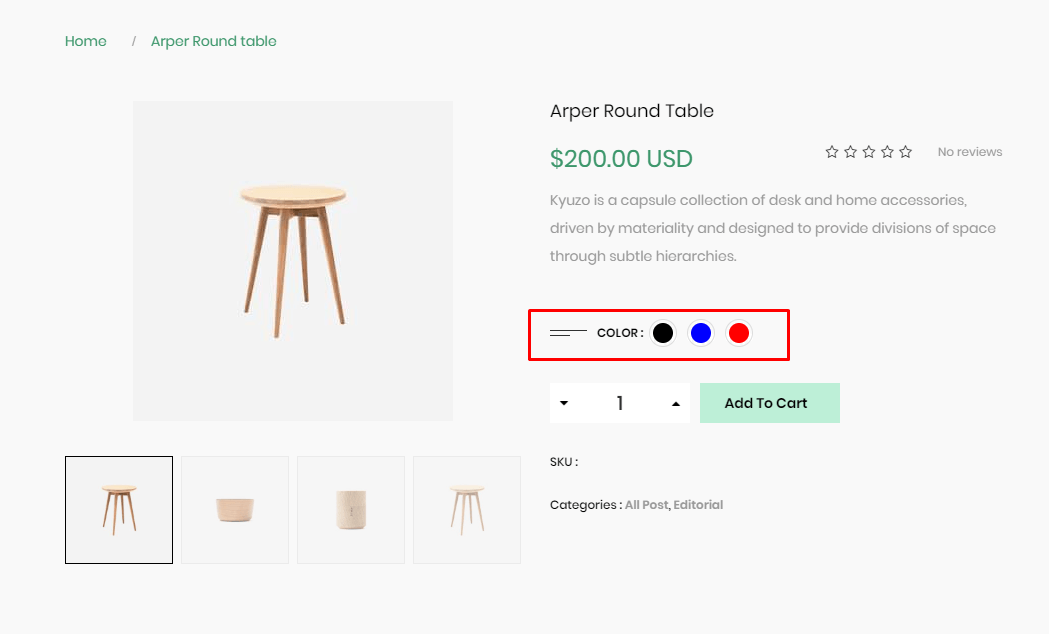 Home / Arper Round table
Arper Round Table
$200.00 USD
No reviews
Kyuzo is a capsule collection of desk and home accessories,
driven by materiality and designed to provide divisions of space
through subtle hierarchies.
COLOR :
1
Add To Cart
SKU :
Categories : All Post, Editorial